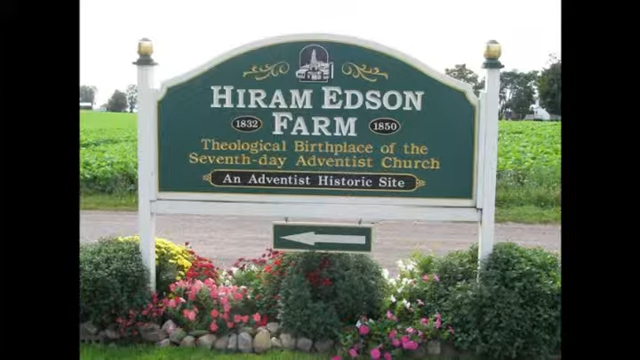 HIRAM EDSON
1832 FARM 1850
Theological Birthplace of the
Seventh-day Adventist Church
An Adventist Historic Site